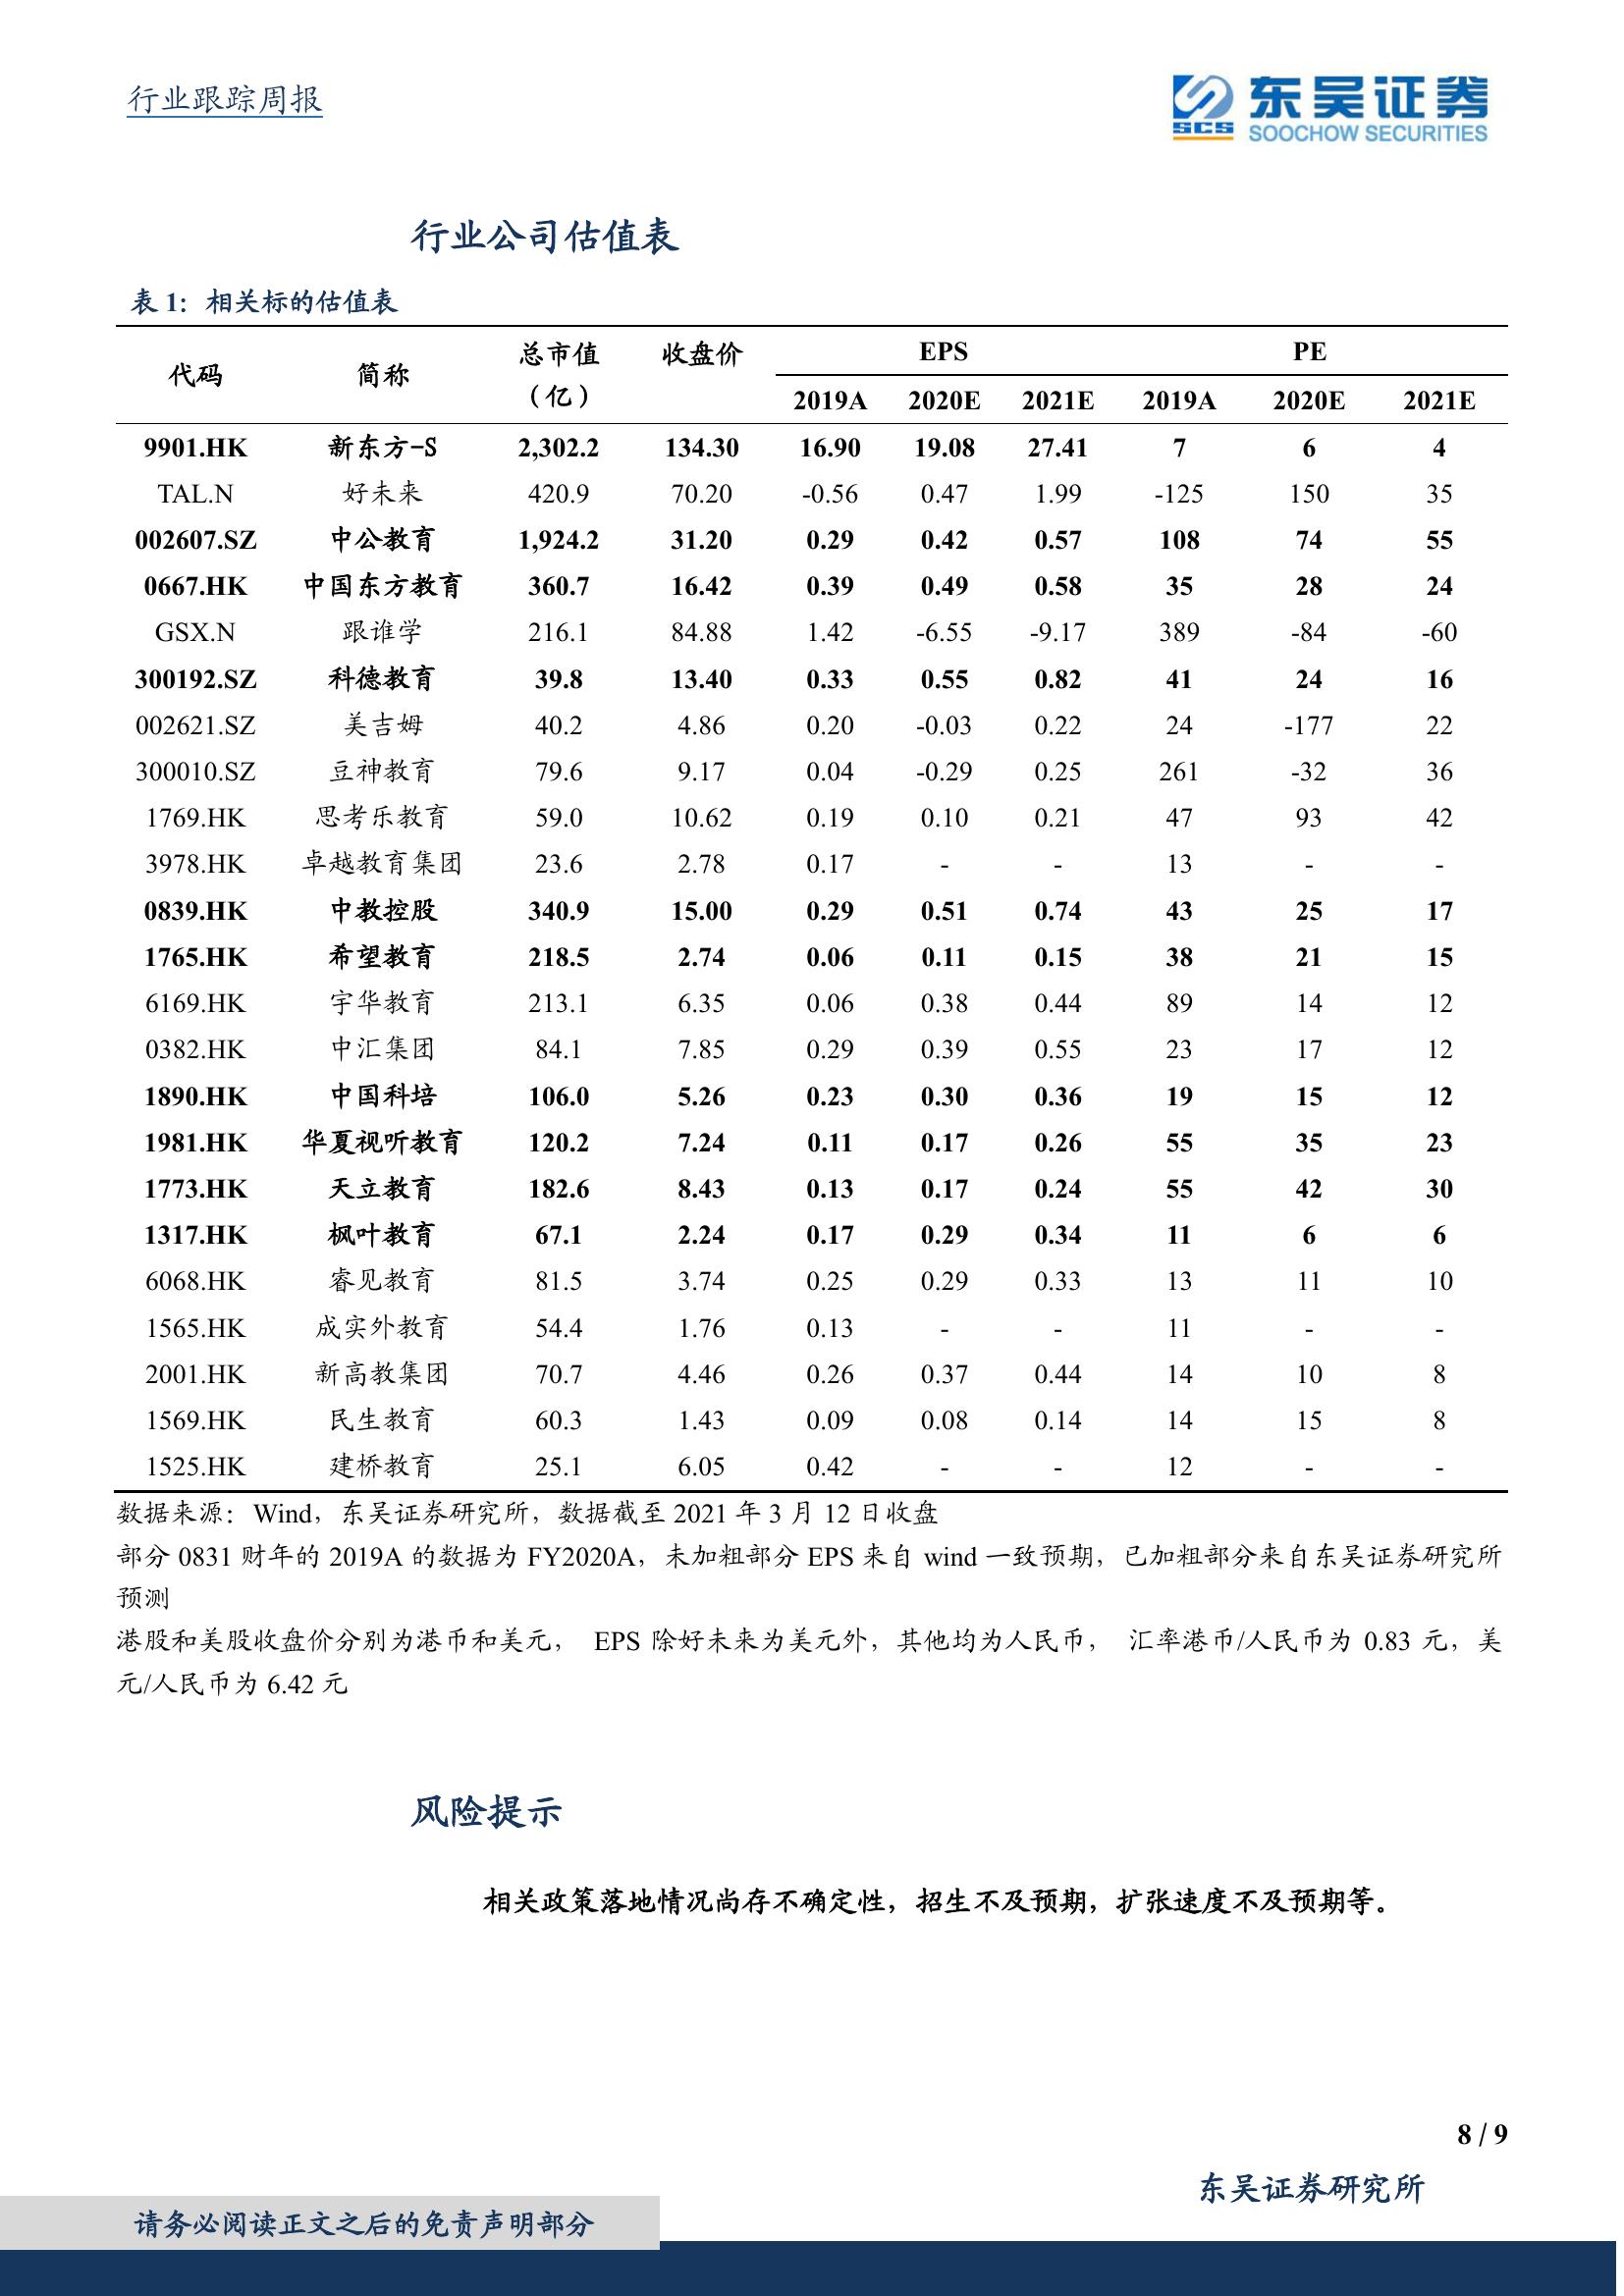 行业跟踪周报
SCS
东吴证券
SOOCHOW SECURITIES
行业公司估值表
表 1：相关标的估值表
代码 简称 总市值（亿） 收盘价 EPS PE
2019A 2020E 2021E 2019A 2020E 2021E
9901.HK 新东方-S 2,302.2 134.30 16.90 19.08 27.41 7 6 4
TAL.N 好未来 420.9 70.20 -0.56 0.47 1.99 -125 150 35
002607.SZ 中公教育 1,924.2 31.20 0.29 0.42 0.57 108 74 55
0667.HK 中国东方教育 360.7 16.42 0.39 0.49 0.58 35 28 24
GSX.N 跟谁学 216.1 84.88 1.42 -6.55 -9.17 389 -84 -60
300192.SZ 科德教育 39.8 13.40 0.33 0.55 0.82 41 24 16
002621.SZ 美吉姆 40.2 4.86 0.20 -0.03 0.22 24 -177 22
300010.SZ 豆神教育 79.6 9.17 0.04 -0.29 0.25 261 -32 36
1769.HK 思考乐教育 59.0 10.62 0.19 0.10 0.21 47 93 42
3978.HK 卓越教育集团 23.6 2.78 0.17 - - 13 - -
0839.HK 中教控股 340.9 15.00 0.29 0.51 0.74 43 25 17
1765.HK 希望教育 218.5 2.74 0.06 0.11 0.15 38 21 15
6169.HK 宇华教育 213.1 6.35 0.06 0.38 0.44 89 14 12
0382.HK 中汇集团 84.1 7.85 0.29 0.39 0.55 23 17 12
1890.HK 中国科培 106.0 5.26 0.23 0.30 0.36 19 15 12
1981.HK 华夏视听教育 120.2 7.24 0.11 0.17 0.26 55 35 23
1773.HK 天立教育 182.6 8.43 0.13 0.17 0.24 55 42 30
1317.HK 枫叶教育 67.1 2.24 0.17 0.29 0.34 11 6 6
6068.HK 睿见教育 81.5 3.74 0.25 0.29 0.33 13 11 10
1565.HK 成实外教育 54.4 1.76 0.13 - - 11 - -
2001.HK 新高教集团 70.7 4.46 0.26 0.37 0.44 14 10 8
1569.HK 民生教育 60.3 1.43 0.09 0.08 0.14 14 15 8
1525.HK 建桥教育 25.1 6.05 0.42 - - 12 - -
数据来源：Wind，东吴证券研究所，数据截至 2021 年 3 月 12 日收盘
部分 0831 财年的 2019A 的数据为 FY2020A，未加粗部分 EPS 来自 wind 一致预期，已加粗部分来自东吴证券研究所
预测
港股和美股收盘价分别为港币和美元， EPS 除好未来为美元外，其他均为人民币， 汇率港币/人民币为 0.83 元，美
元/人民币为 6.42 元
风险提示
相关政策落地情况尚存不确定性，招生不及预期，扩张速度不及预期等。
8 / 9
东吴证券研究所
请务必阅读正文之后的免责声明部分